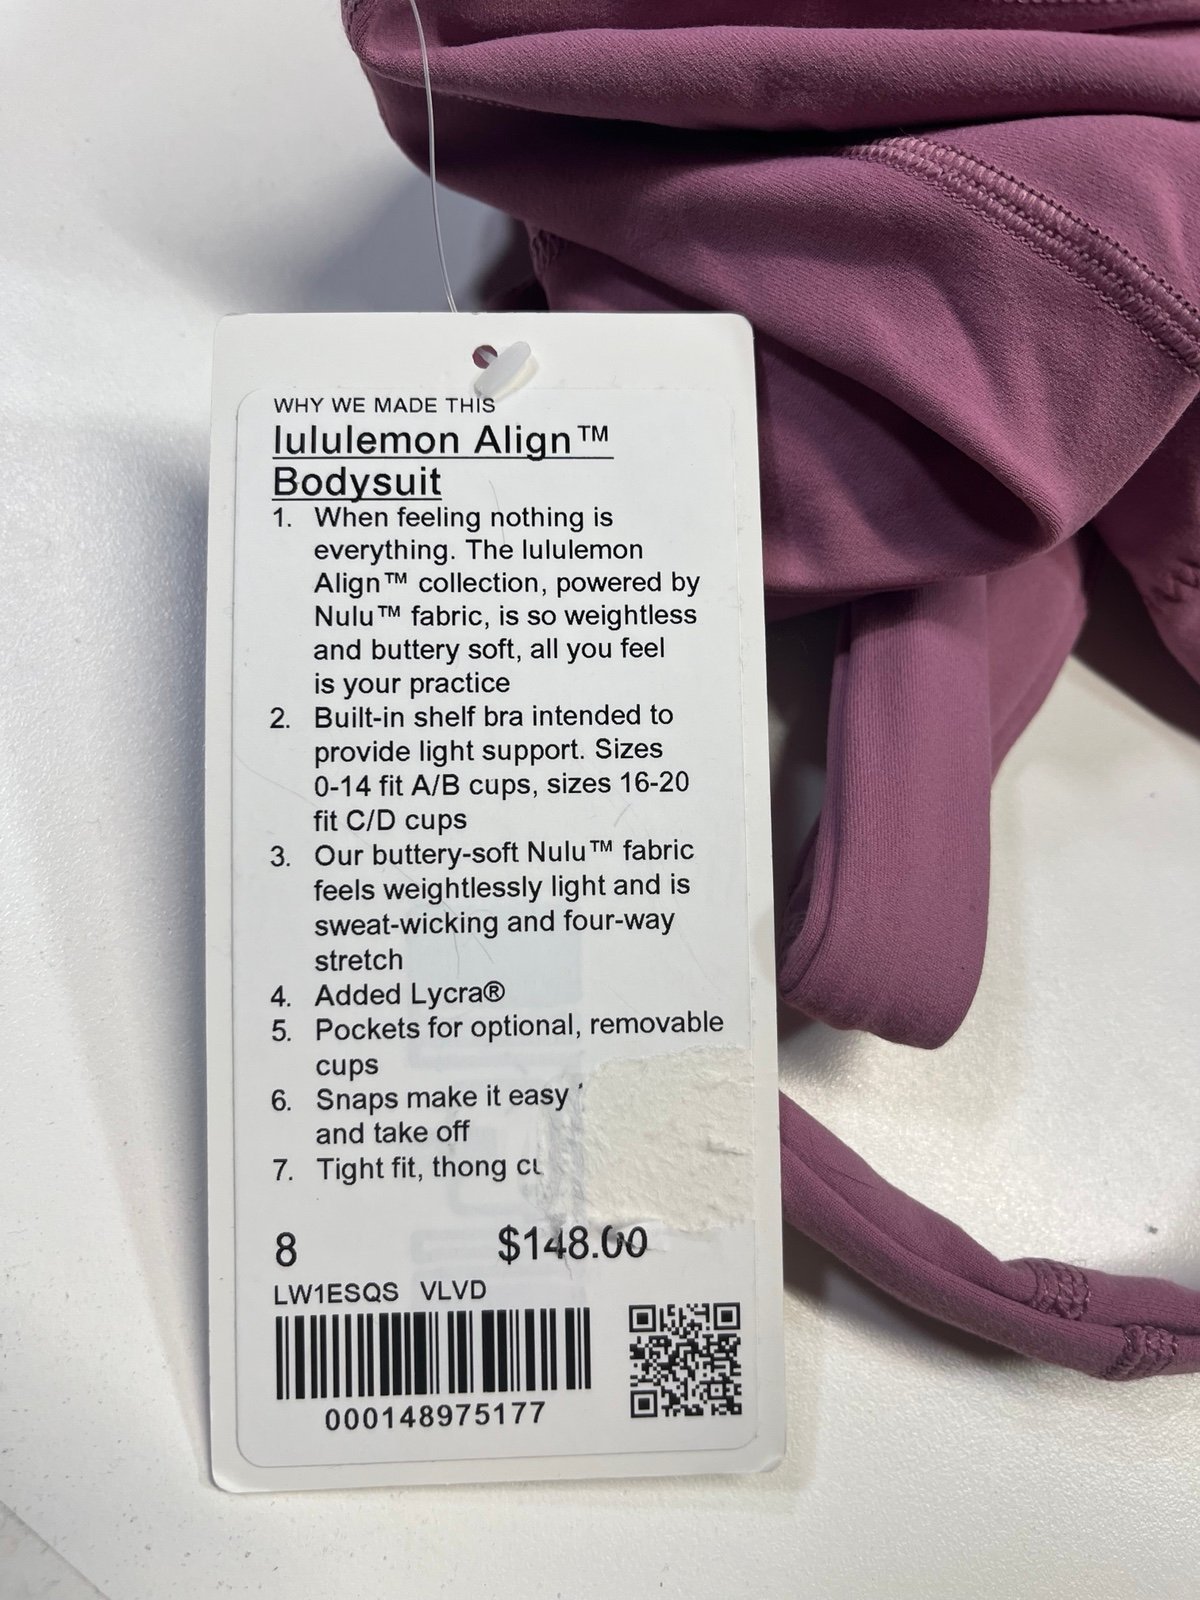 WHY WE MADE THIS
lululemon Align™
Bodysuit
1. When feeling nothing is
everything. The lululemon
Align™ collection, powered by
Nulu™ fabric, is so weightless
and buttery soft, all you feel
is your practice
2. Built-in shelf bra intended to
provide light support. Sizes
0-14 fit A/B cups, sizes 16-20
fit C/D cups
3. Our buttery-soft Nulu™ fabric
feels weightlessly light and is
sweat-wicking and four-way
stretch
4. Added Lycra®
5. Pockets for optional, removable
cups
6. Snaps make it easy
and take off
7. Tight fit, thong
8 $148.00
LW1ESQS VLVD
000148975177